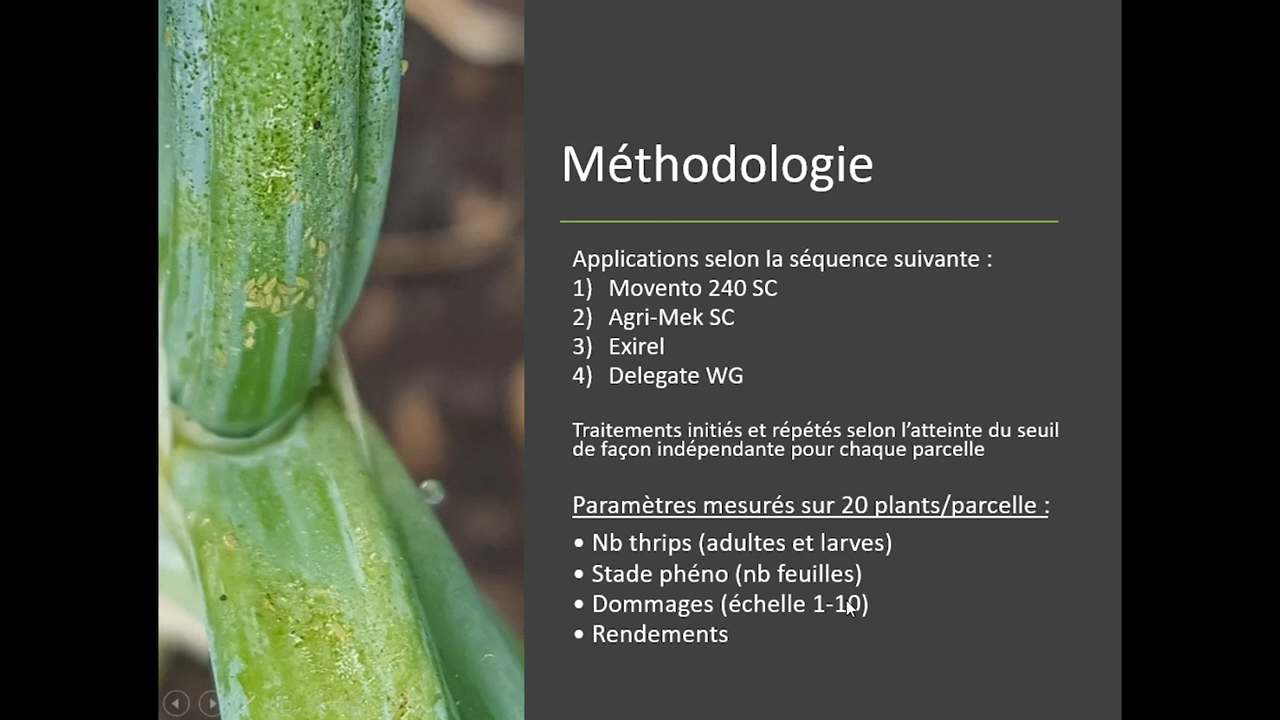 Méthodologie
Applications selon la séquence suivante :
1) Movento 240 SC
2) Agri-Mek SC
3) Exirel
4) Delegate WG
Traitements initiés et répétés selon l’atteinte du seuil
de façon indépendante pour chaque parcelle
Paramètres mesurés sur 20 plants/parcelle :
• Nb thrips (adultes et larves)
• Stade phéno (nb feuilles)
• Dommages (échelle 1-10)
• Rendements